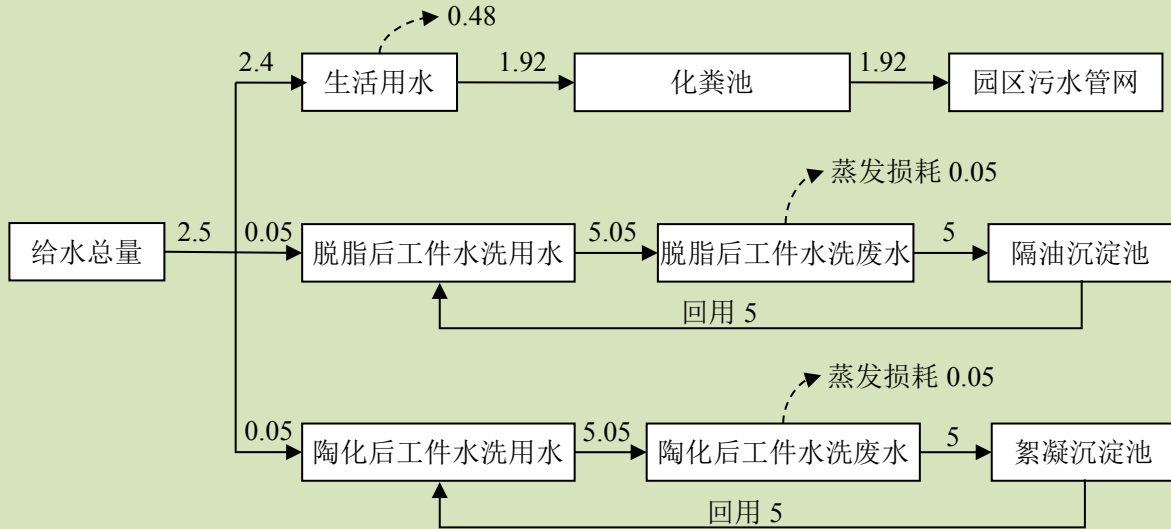 0.48
2.4
生活用水
1.92
化粪池
1.92
园区污水管网
蒸发损耗 0.05
给水总量
2.5
0.05
脱脂后工件水洗用水
5.05
脱脂后工件水洗废水
5
隔油沉淀池
回用 5
蒸发损耗 0.05
0.05
陶化后工件水洗用水
5.05
陶化后工件水洗废水
5
絮凝沉淀池
回用 5